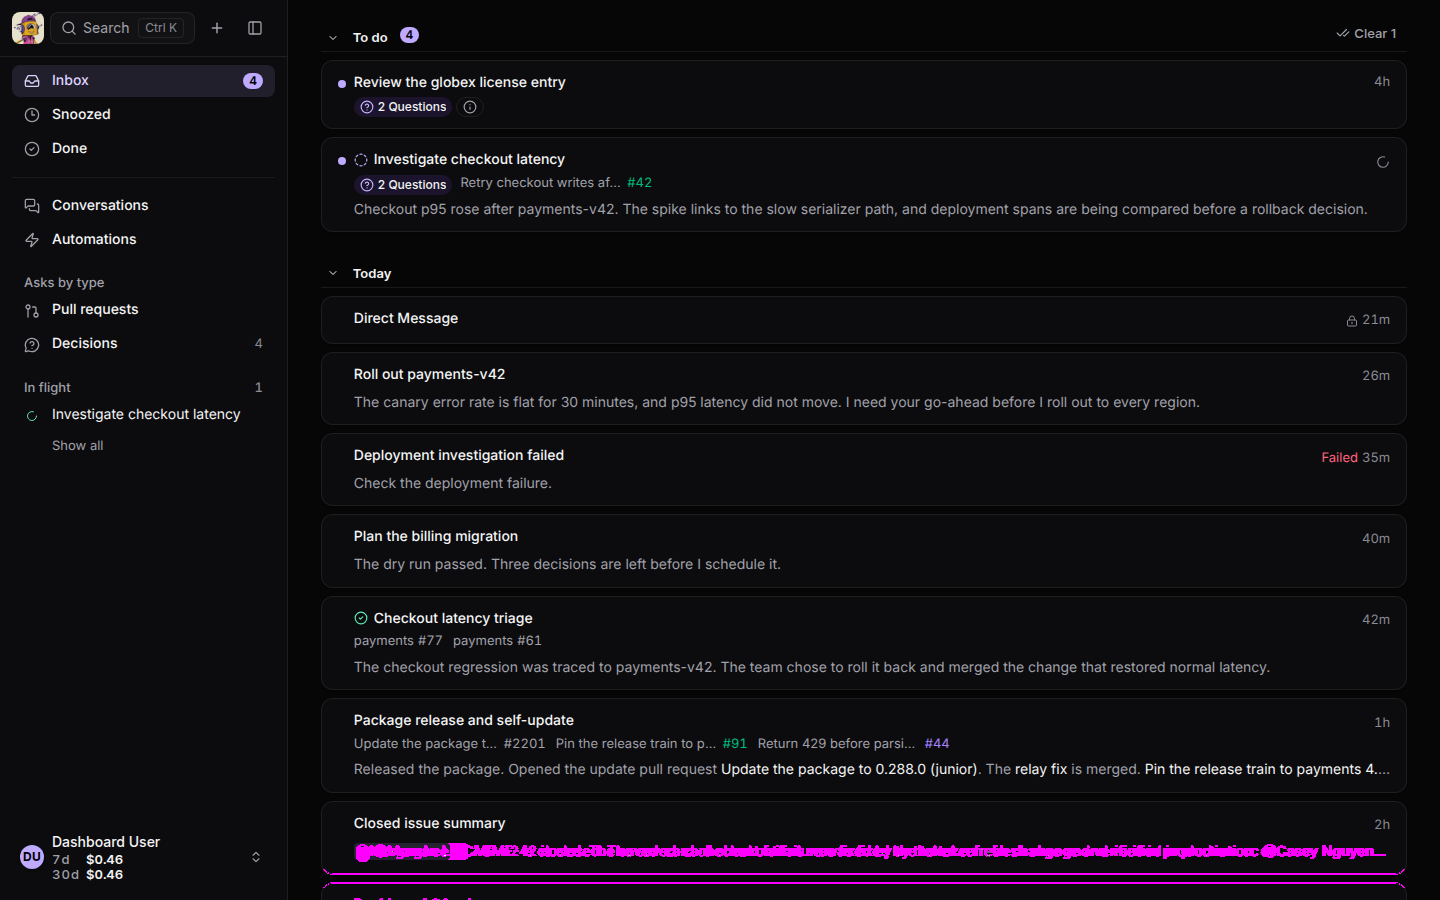 Search Ctrl K
Inbox 4
Snoozed
Done
Conversations
Automations
Asks by type
Pull requests
Decisions 4
In flight 1
Investigate checkout latency
Show all
DU Dashboard User
7d $0.46
30d $0.46
To do 4 Clear 1
Review the globex license entry 4h
2 Questions
Investigate checkout latency
2 Questions Retry checkout writes af... #42
Checkout p95 rose after payments-v42. The spike links to the slow serializer path, and deployment spans are being compared before a rollback decision.
Today
Direct Message 21m
Roll out payments-v42 26m
The canary error rate is flat for 30 minutes, and p95 latency did not move. I need your go-ahead before I roll out to every region.
Deployment investigation failed Failed 35m
Check the deployment failure.
Plan the billing migration 40m
The dry run passed. Three decisions are left before I schedule it.
Checkout latency triage 42m
payments #77 payments #61
The checkout regression was traced to payments-v42. The team chose to roll it back and merged the change that restored normal latency.
Package release and self-update 1h
Update the package t... #2201 Pin the release train to p... #91 Return 429 before parsi... #44
Released the package. Opened the update pull request Update the package to 0.288.0 (junior). The relay fix is merged. Pin the release train to payments 4....
Closed issue summary 2h
Casey Nguyen